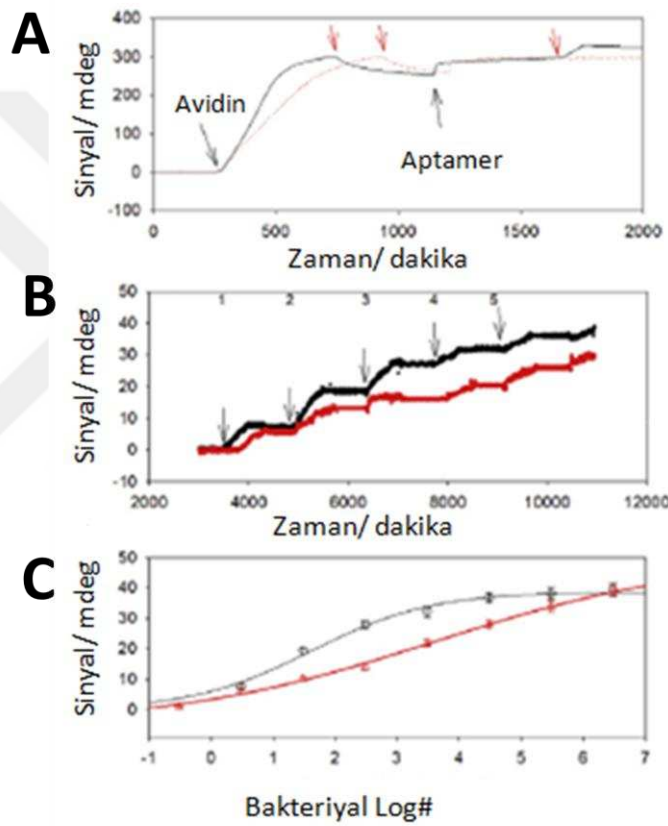 A
400
300
200
100
0
-100
Sinyal/ mdeg
Avidin
Aptamer
0 500 1000 1500 2000
Zaman/ dakika
B
50
40
30
20
10
0
-10
Sinyal/ mdeg
1 2 3 4 5
2000 4000 6000 8000 10000 12000
Zaman/ dakika
C
50
40
30
20
10
0
Sinyal/ mdeg
-1 0 1 2 3 4 5 6 7
Bakteriyal Log#